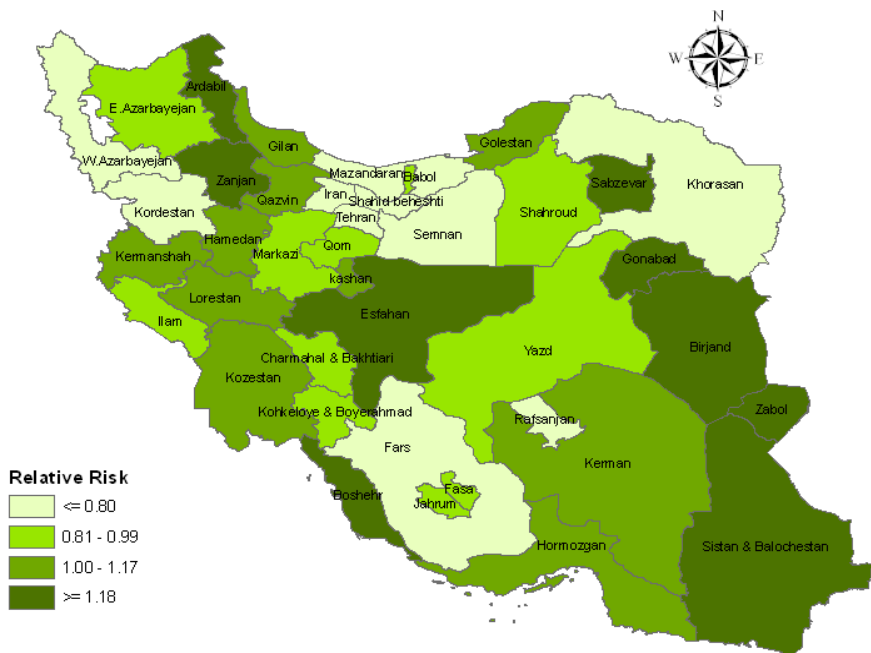 N
W E
S
Ardabil
E.Azarbayejan
Gilan
Golestan
W.Azarbayejan
Mazandaran
Babol
Zanjan
Qazvin
Iran
Shahid beheshti
Sabzevar
Khorasan
Kordestan
Tehran
Shahroud
Semnan
Hamedan
Qom
Markazi
Kermanshah
Gonabad
kashan
Lorestan
Esfahan
Ilam
Birjand
Charmahal & Bakhtiari
Yazd
Kozestan
Zabol
Kohkeloye & Boyerahmad
Rafsanjan
Fars
Kerman
Relative Risk
Boshehr
Fasa
Jahrum
<= 0.80
0.81 - 0.99
Hormozgan
Sistan & Balochestan
1.00 - 1.17
>= 1.18